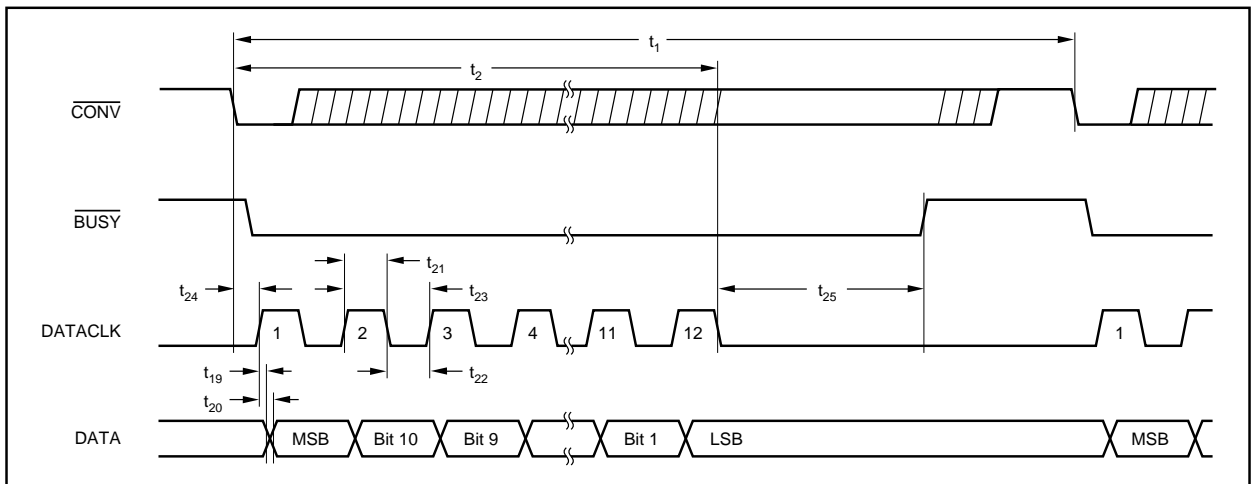 t1
t2
CONV
BUSY
t21
t24
t23
t25
DATACLK
1 2 3 4 11 12 1
t19
t22
t20
DATA
MSB Bit 10 Bit 9 Bit 1 LSB MSB